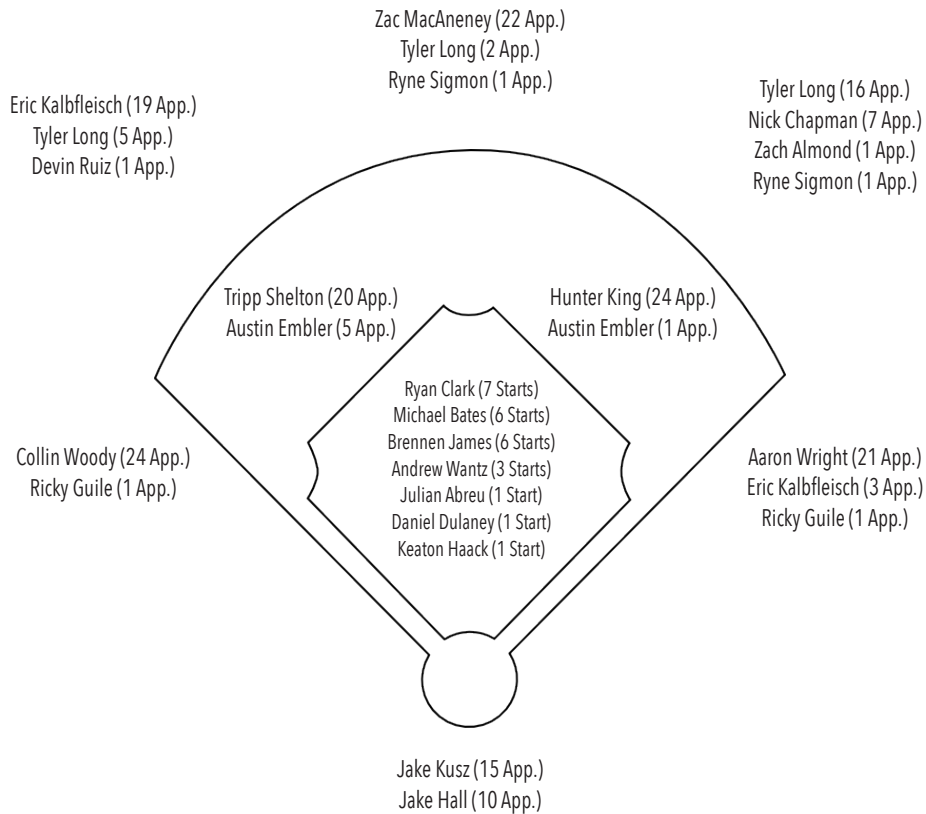 Zac MacAneney (22 App.)
Tyler Long (2 App.)
Ryne Sigmon (1 App.)
Eric Kalbfleisch (19 App.)
Tyler Long (5 App.)
Devin Ruiz (1 App.)
Tyler Long (16 App.)
Nick Chapman (7 App.)
Zach Almond (1 App.)
Ryne Sigmon (1 App.)
Tripp Shelton (20 App.)
Austin Embler (5 App.)
Hunter King (24 App.)
Austin Embler (1 App.)
Ryan Clark (7 Starts)
Michael Bates (6 Starts)
Brennen James (6 Starts)
Andrew Wantz (3 Starts)
Julian Abreu (1 Start)
Daniel Dulaney (1 Start)
Keaton Haack (1 Start)
Collin Woody (24 App.)
Ricky Guile (1 App.)
Aaron Wright (21 App.)
Eric Kalbfleisch (3 App.)
Ricky Guile (1 App.)
Jake Kusz (15 App.)
Jake Hall (10 App.)